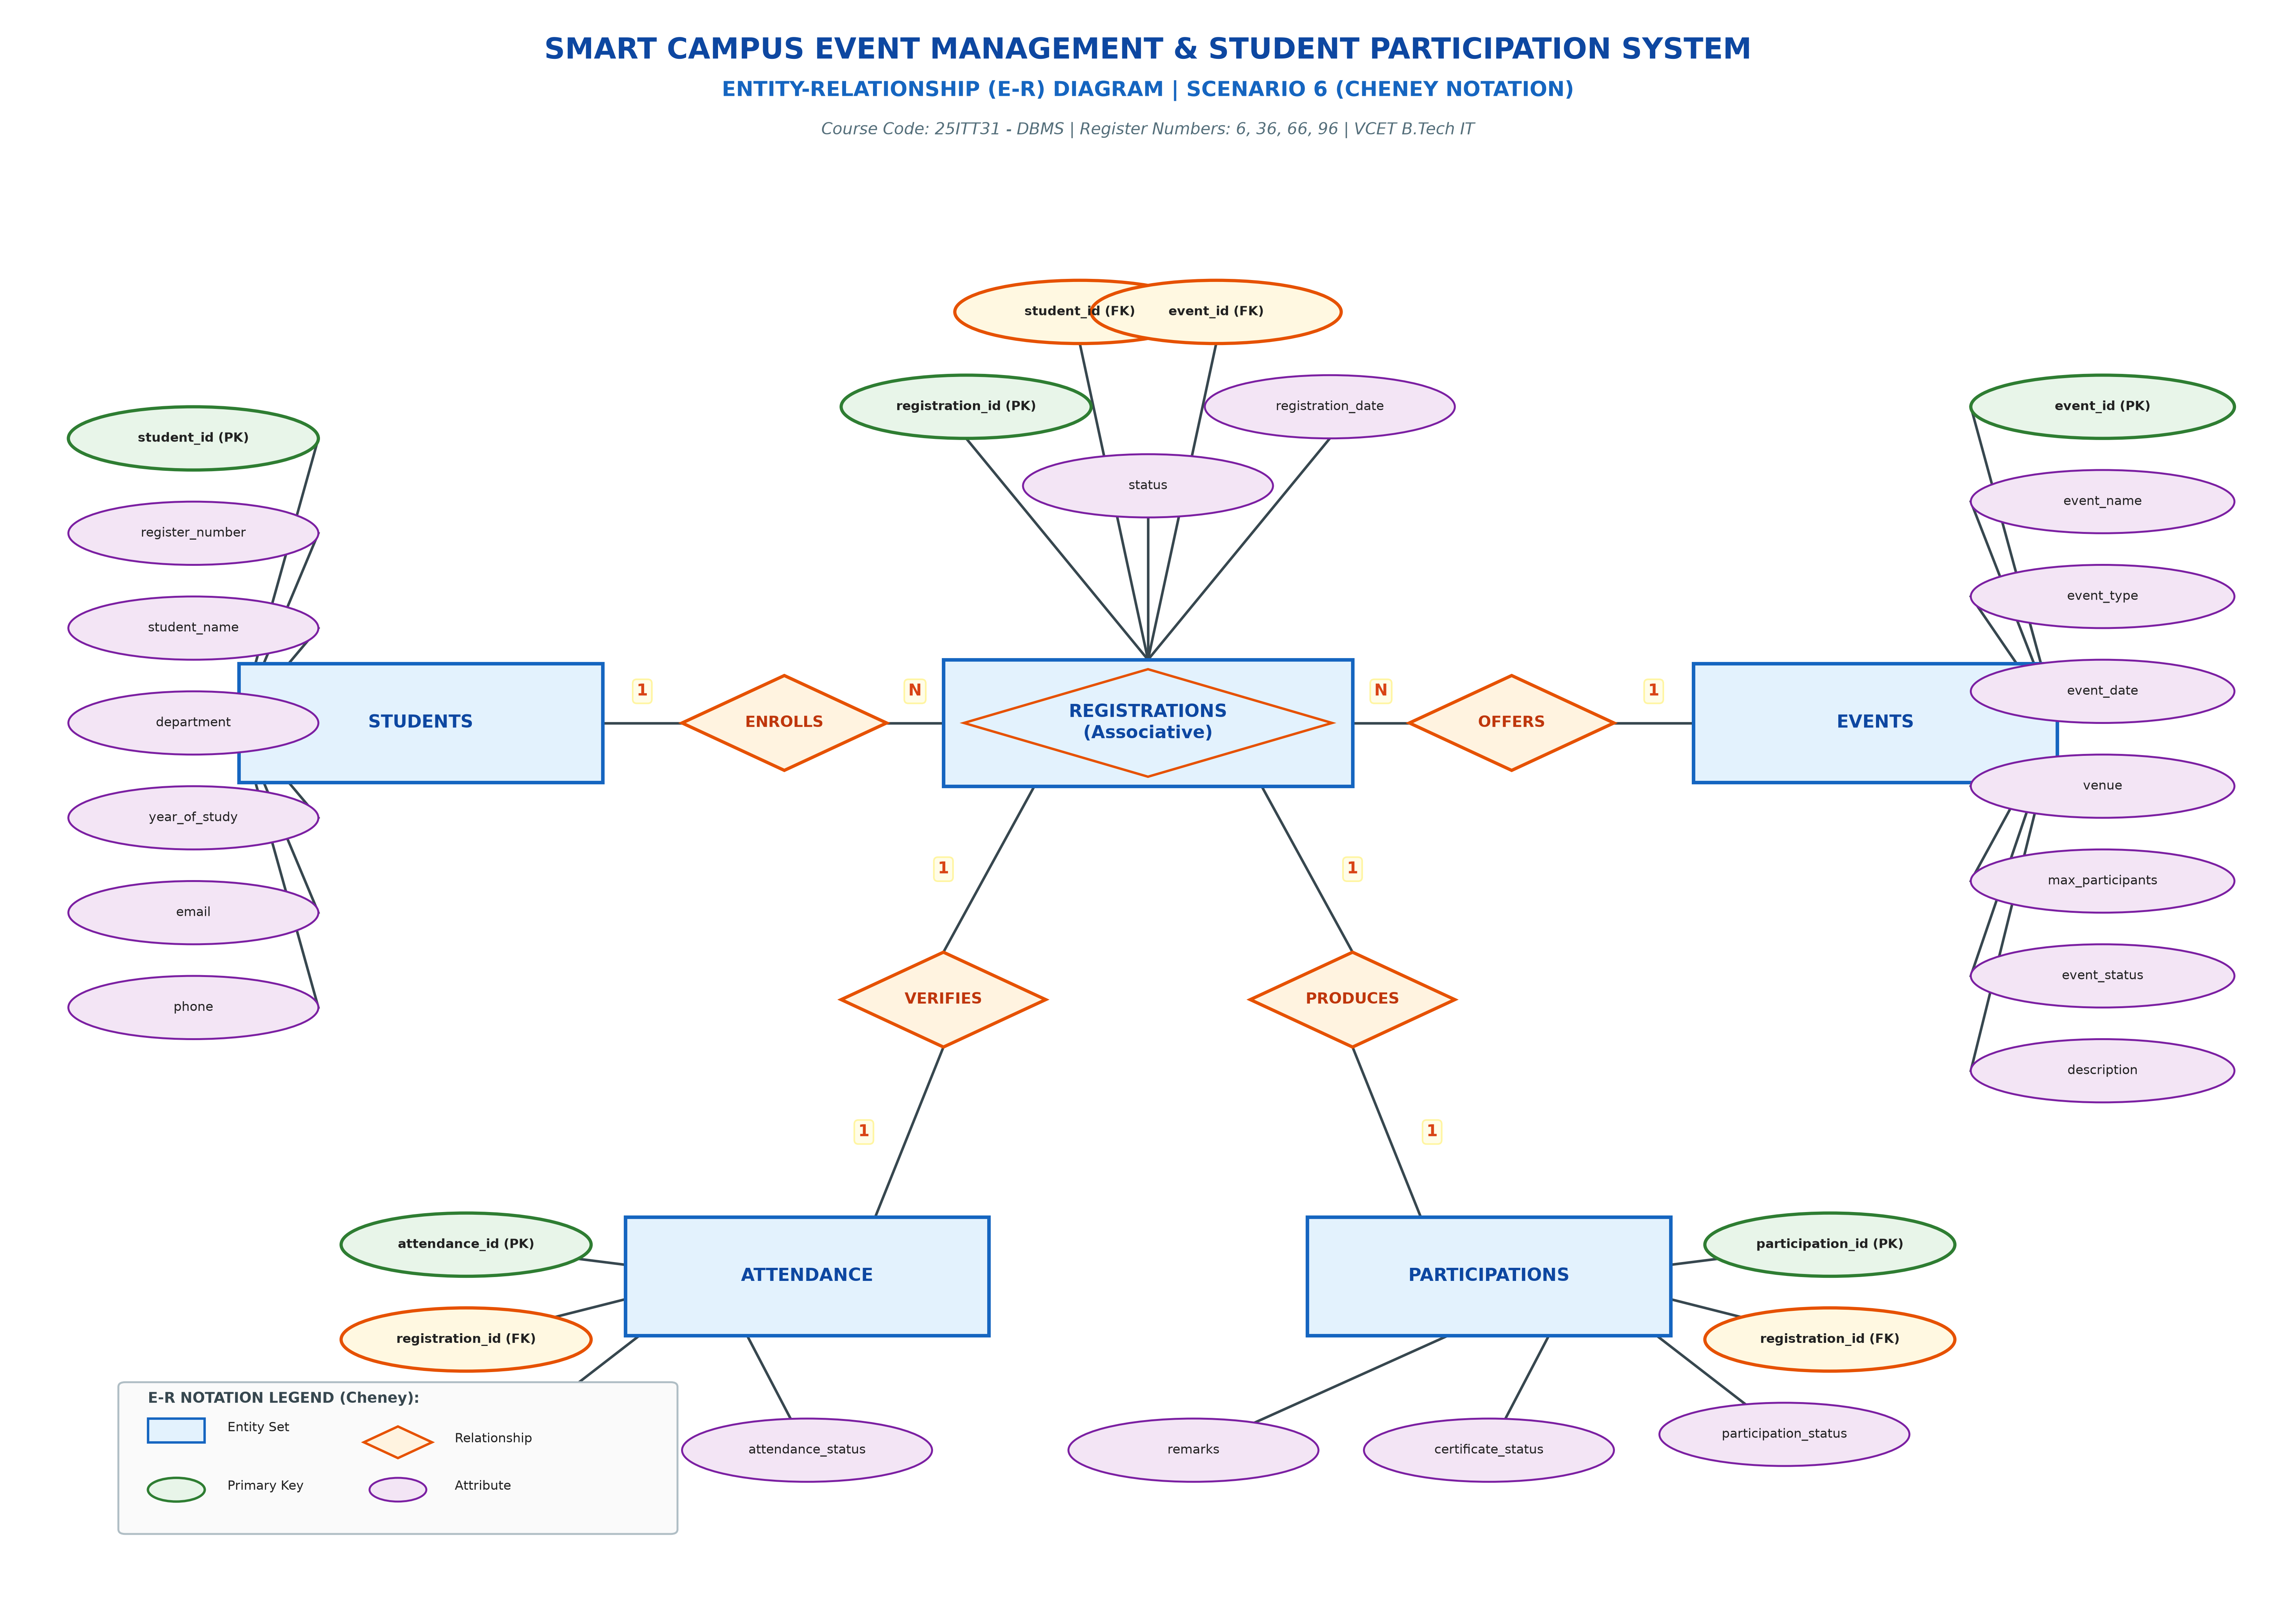 SMART CAMPUS EVENT MANAGEMENT & STUDENT PARTICIPATION SYSTEM
ENTITY-RELATIONSHIP (E-R) DIAGRAM | SCENARIO 6 (CHENEY NOTATION)
Course Code: 25ITT31 - DBMS | Register Numbers: 6, 36, 66, 96 | VCET B.Tech IT
student_id (FK)
event_id (FK)
registration_id (PK)
registration_date
status
student_id (PK)
register_number
student_name
department
year_of_study
email
phone
STUDENTS
1
ENROLLS
N
REGISTRATIONS
(Associative)
N
OFFERS
1
EVENTS
event_id (PK)
event_name
event_type
event_date
venue
max_participants
event_status
description
1
VERIFIES
1
1
PRODUCES
1
attendance_id (PK)
registration_id (FK)
ATTENDANCE
attendance_status
PARTICIPATIONS
participation_id (PK)
registration_id (FK)
participation_status
certificate_status
remarks
E-R NOTATION LEGEND (Cheney):
Entity Set
Relationship
Primary Key
Attribute